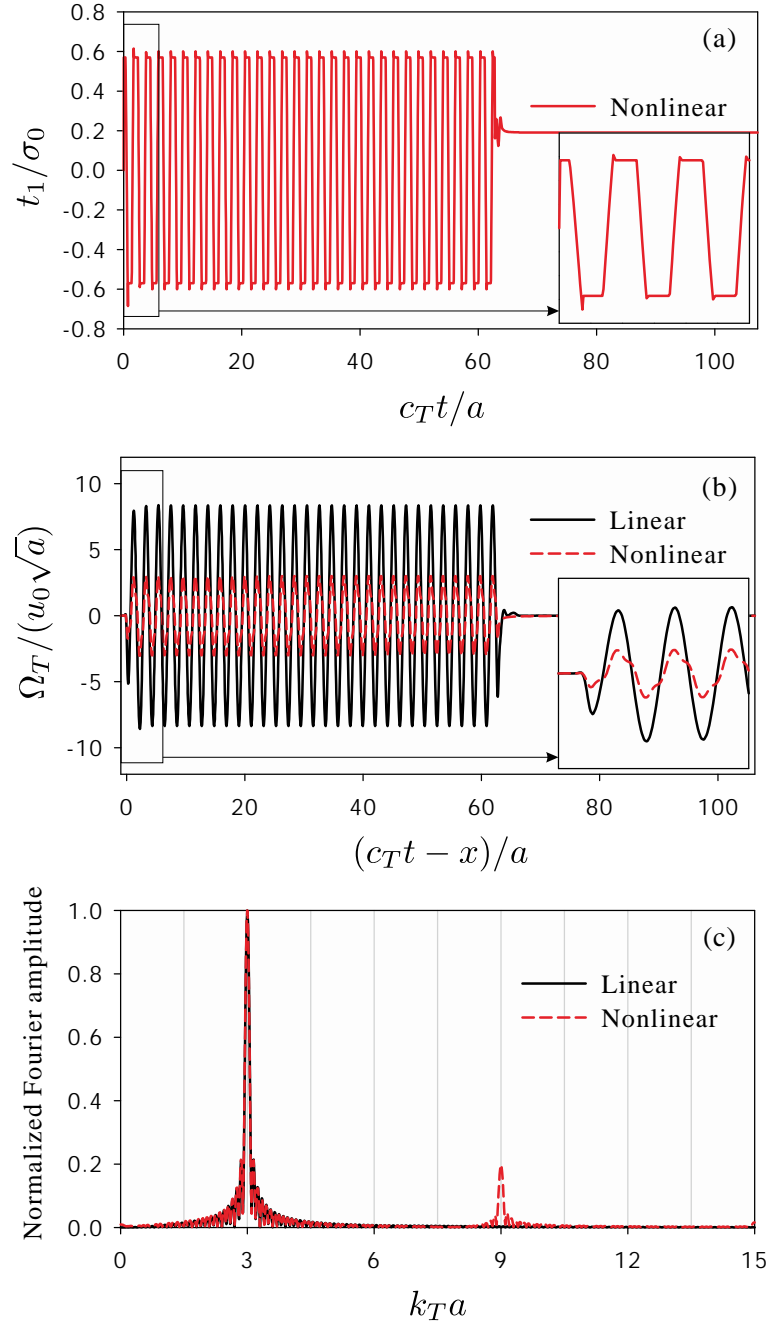 (a)
0.8
0.6
0.4
0.2
0.0
-0.2
-0.4
-0.6
-0.8
t₁/σ₀
Nonlinear
0 20 40 60 80 100
c_T t/a
(b)
10
5
0
-5
-10
Ω_T/(u₀√a)
Linear
Nonlinear
0 20 40 60 80 100
(c_T t − x)/a
(c)
1.0
0.8
0.6
0.4
0.2
0.0
Normalized Fourier amplitude
Linear
Nonlinear
0 3 6 9 12 15
k_T a